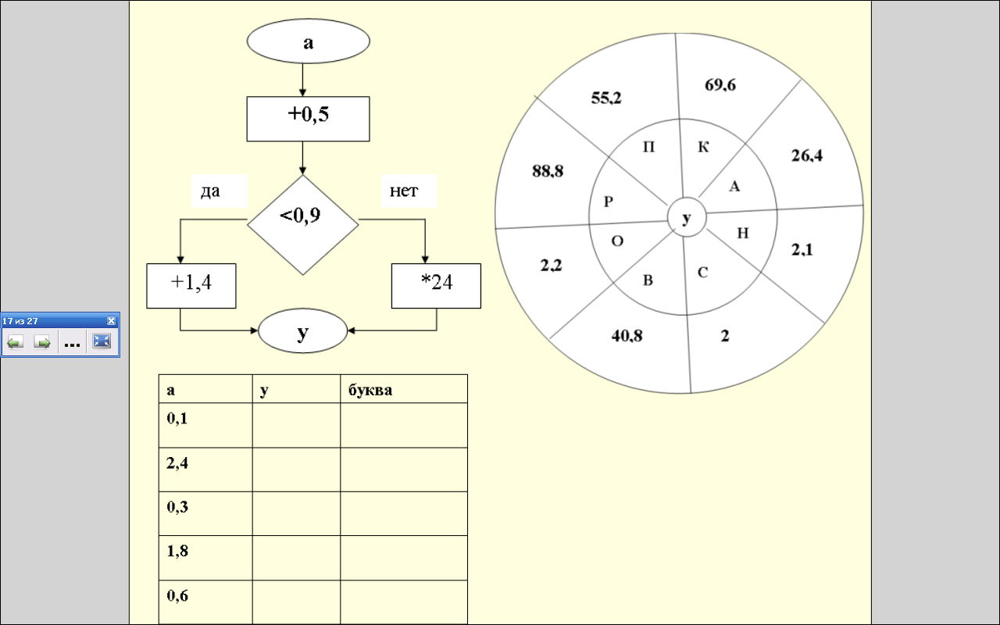 а
+0,5
да
нет
<0,9
+1,4
*24
у
55,2
69,6
88,8
26,4
П
К
Р
А
у
О
Н
В
С
2,2
2,1
40,8
2
17 из 27
...
а у буква
0,1
2,4
0,3
1,8
0,6